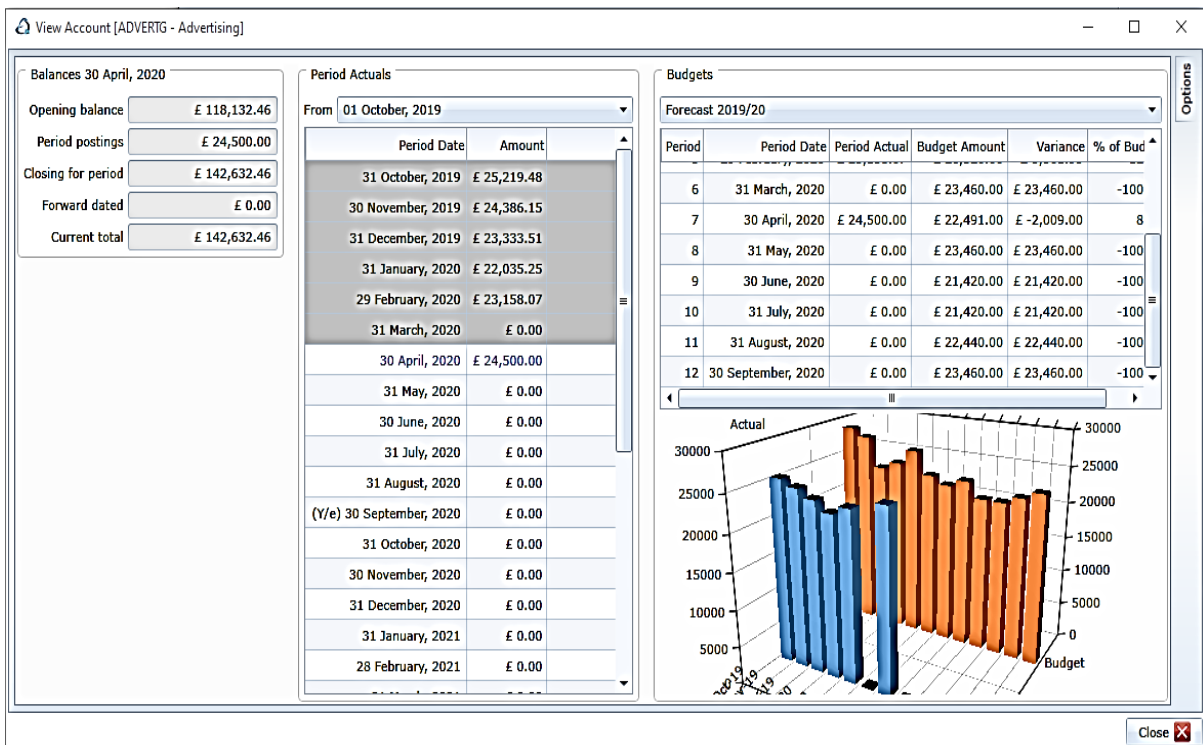 View Account [ADVERTG - Advertising]
Options
Balances 30 April, 2020
Opening balance £ 118,132.46
Period postings £ 24,500.00
Closing for period £ 142,632.46
Forward dated £ 0.00
Current total £ 142,632.46
Period Actuals
From 01 October, 2019
Period Date Amount
31 October, 2019 £ 25,219.48
30 November, 2019 £ 24,386.15
31 December, 2019 £ 23,333.51
31 January, 2020 £ 22,035.25
29 February, 2020 £ 23,158.07
31 March, 2020 £ 0.00
30 April, 2020 £ 24,500.00
31 May, 2020 £ 0.00
30 June, 2020 £ 0.00
31 July, 2020 £ 0.00
31 August, 2020 £ 0.00
(Y/e) 30 September, 2020 £ 0.00
31 October, 2020 £ 0.00
30 November, 2020 £ 0.00
31 December, 2020 £ 0.00
31 January, 2021 £ 0.00
28 February, 2021 £ 0.00
Budgets
Forecast 2019/20
Period Period Date Period Actual Budget Amount Variance % of Bud
6 31 March, 2020 £ 0.00 £ 23,460.00 £ 23,460.00 -100
7 30 April, 2020 £ 24,500.00 £ 22,491.00 £ -2,009.00 8
8 31 May, 2020 £ 0.00 £ 23,460.00 £ 23,460.00 -100
9 30 June, 2020 £ 0.00 £ 21,420.00 £ 21,420.00 -100
10 31 July, 2020 £ 0.00 £ 21,420.00 £ 21,420.00 -100
11 31 August, 2020 £ 0.00 £ 22,440.00 £ 22,440.00 -100
12 30 September, 2020 £ 0.00 £ 23,460.00 £ 23,460.00 -100
Actual
30000
25000
20000
15000
10000
5000
30000
25000
20000
15000
10000
5000
0
Budget
Close